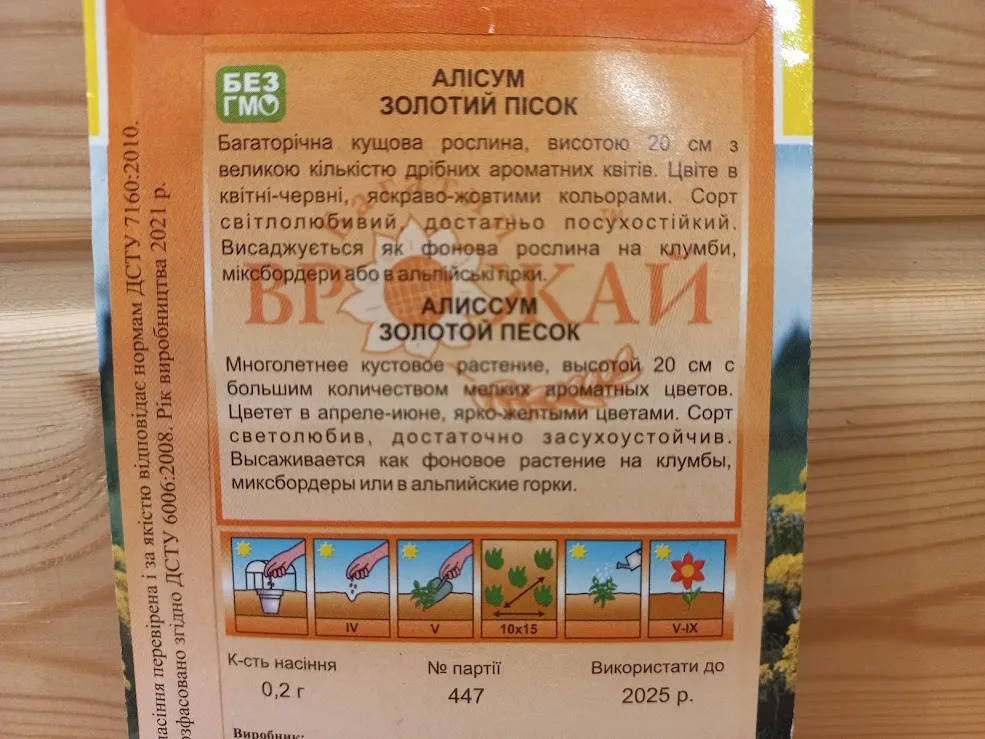 БЕЗ
ГМО
АЛІСУМ
ЗОЛОТИЙ ПІСОК
Багаторічна кущова рослина, висотою 20 см з
великою кількістю дрібних ароматних квітів. Цвіте в
квітні-червні, яскраво-жовтими кольорами. Сорт
світлолюбивий, достатньо посухостійкий.
Висаджується як фонова рослина на клумби,
міксбордери або в альпійські гірки.
ВР ЖАЙ
АЛИССУМ
ЗОЛОТОЙ ПЕСОК
Многолетнее кустовое растение, высотой 20 см с
большим количеством мелких ароматных цветов.
Цветет в апреле-июне, ярко-желтыми цветами. Сорт
светолюбив, достаточно засухоустойчив.
Высаживается как фоновое растение на клумбы,
миксбордеры или в альпийские горки.
IV
V
10х15
V-IX
К-сть насіння
0,2 г
№ партії
447
Використати до
2025 р.
Виробник:
насіння перевірена і за якістю відповідає нормам ДСТУ 7160:2010.
розфасовано згідно ДСТУ 6006:2008. Рік виробництва 2021 р.